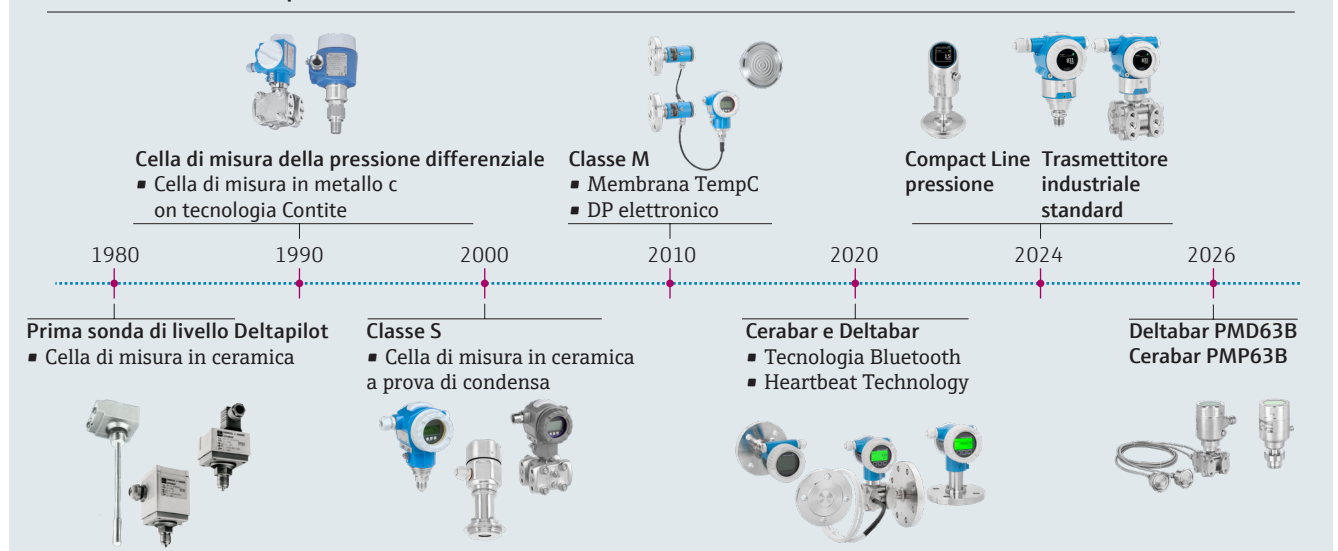 Cella di misura della pressione differenziale
▪ Cella di misura in metallo c
on tecnologia Contite
Classe M
▪ Membrana TempC
▪ DP elettronico
Compact Line
pressione
Trasmettitore
industriale
standard
1980
1990
2000
2010
2020
2024
2026
Prima sonda di livello Deltapilot
▪ Cella di misura in ceramica
Classe S
▪ Cella di misura in ceramica
a prova di condensa
Cerabar e Deltabar
▪ Tecnologia Bluetooth
▪ Heartbeat Technology
Deltabar PMD63B
Cerabar PMP63B